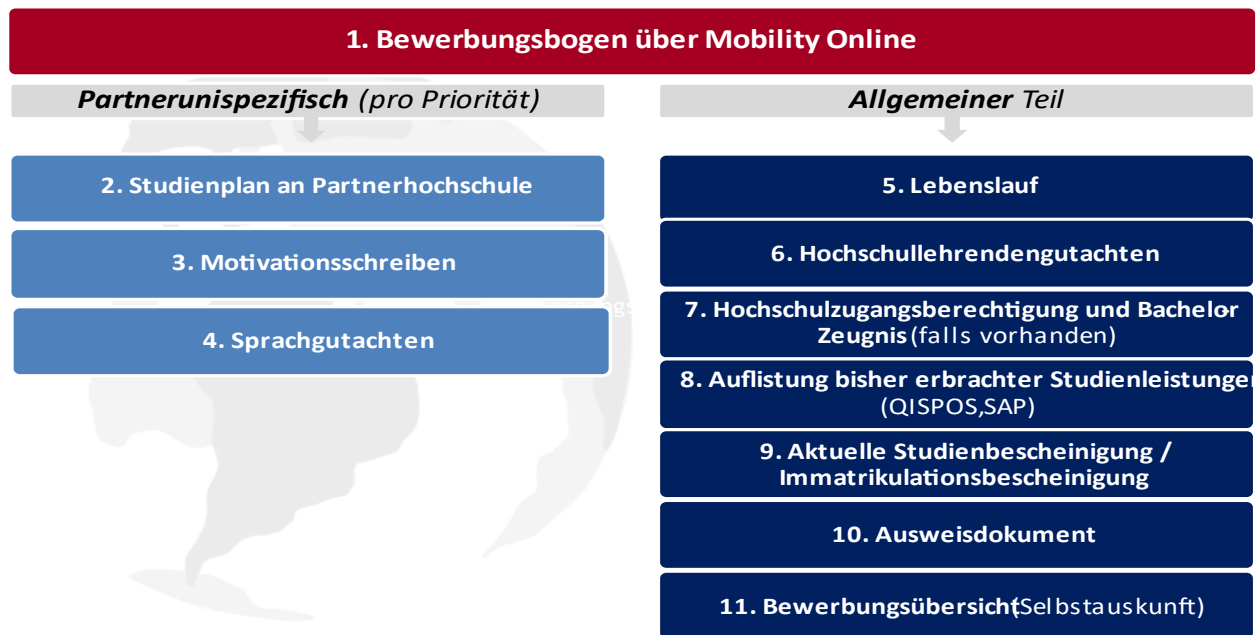 1. Bewerbungsbogen über Mobility Online
Partnerunispezifisch (pro Priorität)
2. Studienplan an Partnerhochschule
3. Motivationsschreiben
4. Sprachgutachten
Allgemeiner Teil
5. Lebenslauf
6. Hochschullehrendengutachten
7. Hochschulzugangsberechtigung und Bachelor-
Zeugnis (falls vorhanden)
8. Auflistung bisher erbrachter Studienleistungen
(QISPOS,SAP)
9. Aktuelle Studienbescheinigung /
Immatrikulationsbescheinigung
10. Ausweisdokument
11. Bewerbungsübersicht (Selbstauskunft)